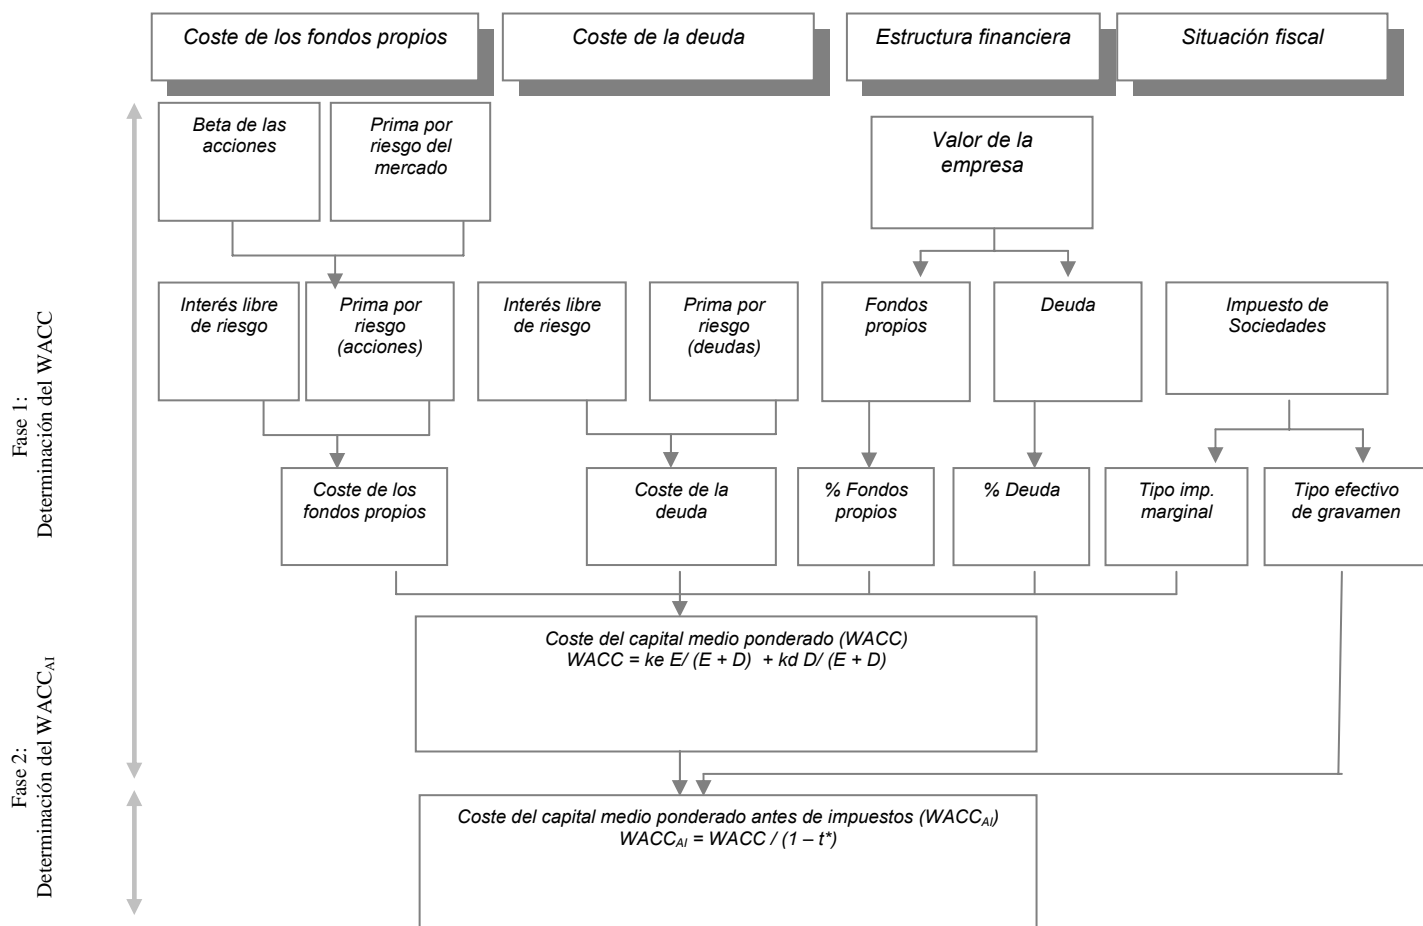 Coste de los fondos propios
Coste de la deuda
Estructura financiera
Situación fiscal
Beta de las
acciones
Prima por
riesgo del
mercado
Valor de la
empresa
Interés libre
de riesgo
Prima por
riesgo
(acciones)
Interés libre
de riesgo
Prima por
riesgo
(deudas)
Fondos
propios
Deuda
Impuesto de
Sociedades
Fase 1:
Determinación del WACC
Coste de los
fondos propios
Coste de la
deuda
% Fondos
propios
% Deuda
Tipo imp.
marginal
Tipo efectivo
de gravamen
Coste del capital medio ponderado (WACC)
WACC = ke E/ (E + D) + kd D/ (E + D)
Fase 2:
Determinación del WACCAI
Coste del capital medio ponderado antes de impuestos (WACCAI)
WACCAI = WACC / (1 – t*)